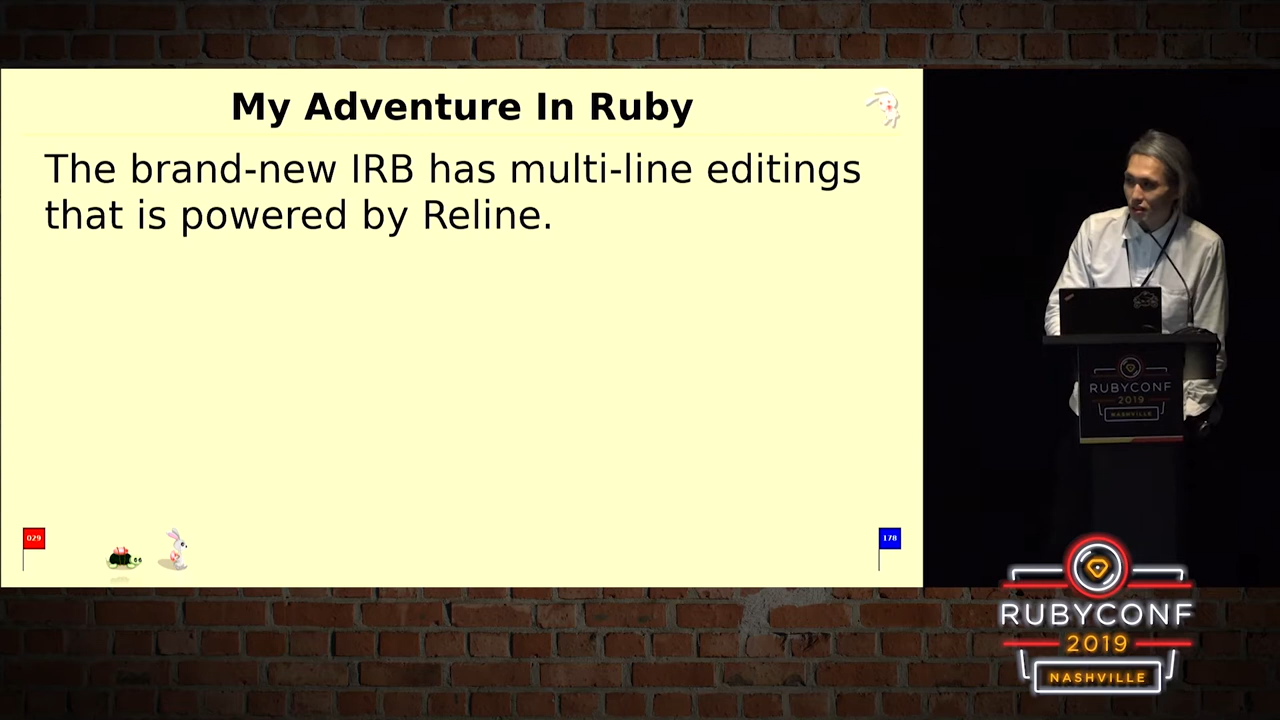 My Adventure In Ruby
The brand-new IRB has multi-line editings
that is powered by Reline.
029
178
RUBYCONF
2019
NASHVILLE
RUBYCONF
2019
NASHVILLE